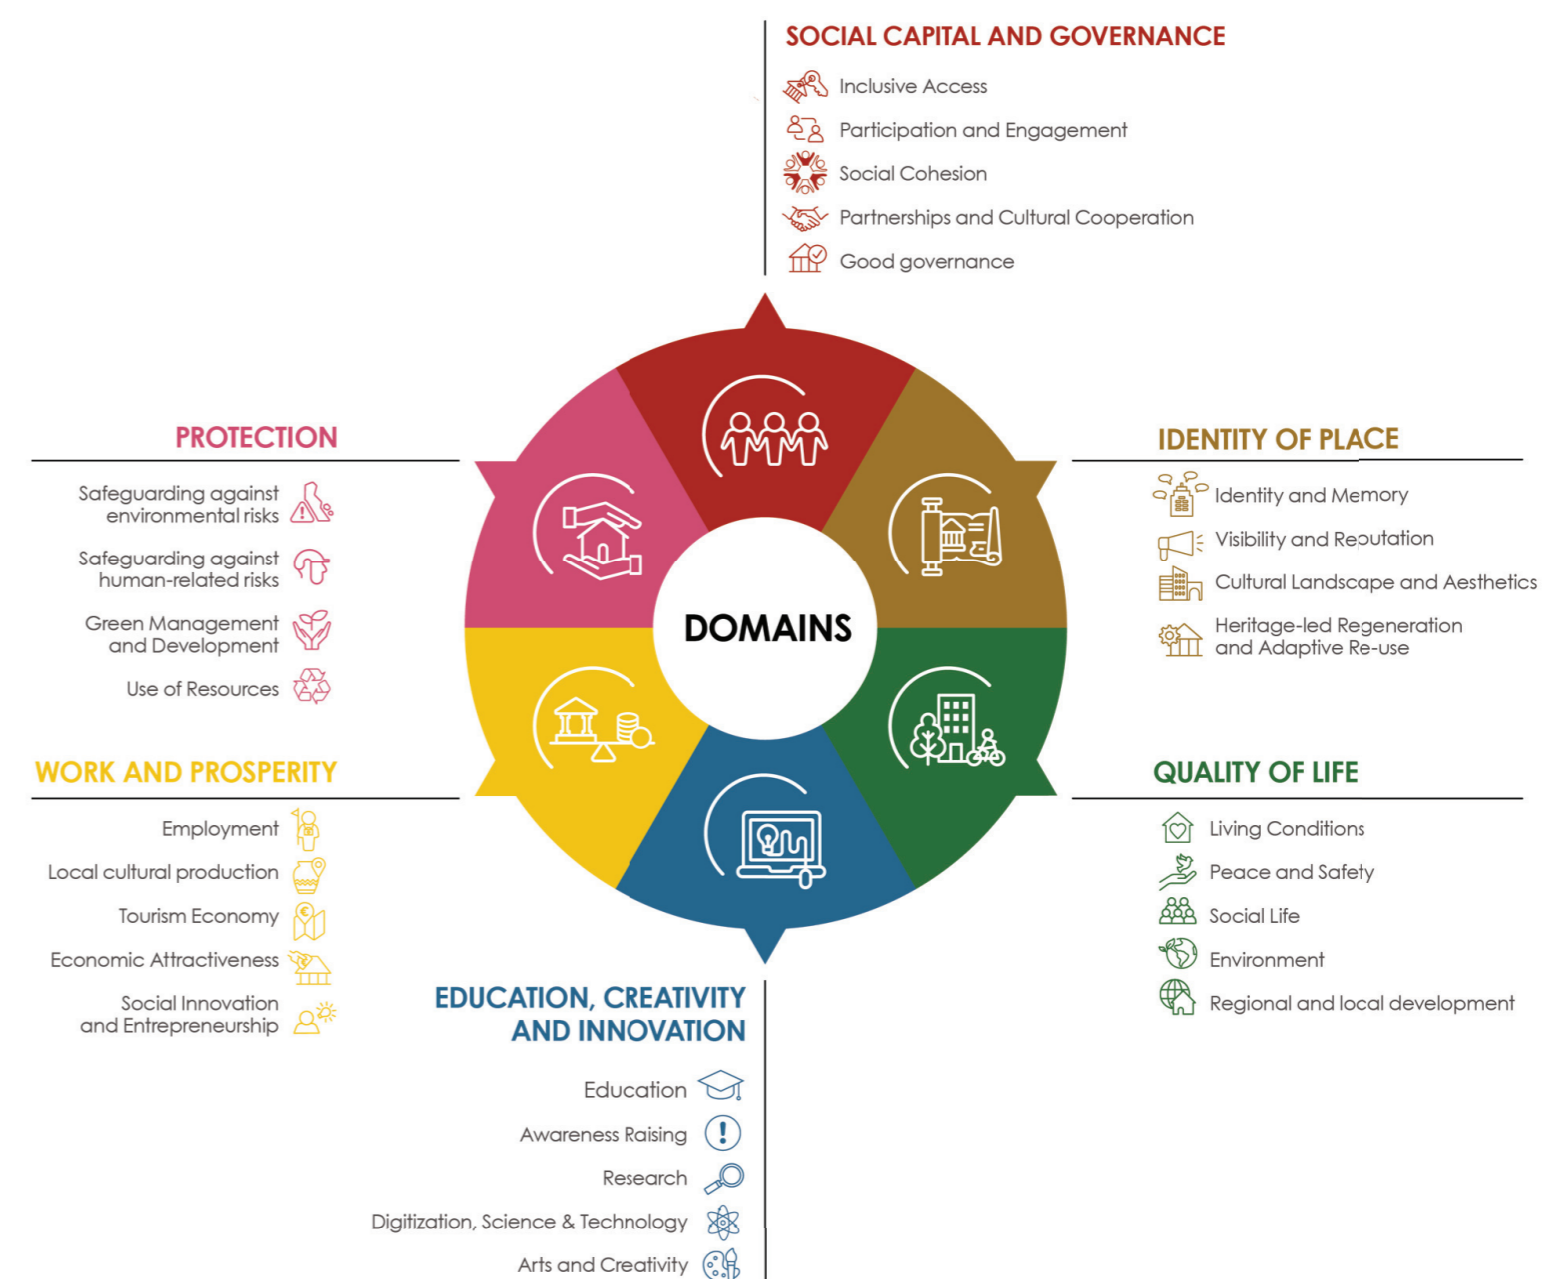 SOCIAL CAPITAL AND GOVERNANCE
Inclusive Access
Participation and Engagement
Social Cohesion
Partnerships and Cultural Cooperation
Good governance
PROTECTION
Safeguarding against
environmental risks
Safeguarding against
human-related risks
Green Management
and Development
Use of Resources
IDENTITY OF PLACE
Identity and Memory
Visibility and Reputation
Cultural Landscape and Aesthetics
Heritage-led Regeneration
and Adaptive Re-use
DOMAINS
WORK AND PROSPERITY
Employment
Local cultural production
Tourism Economy
Economic Attractiveness
Social Innovation
and Entrepreneurship
QUALITY OF LIFE
Living Conditions
Peace and Safety
Social Life
Environment
Regional and local development
EDUCATION, CREATIVITY
AND INNOVATION
Education
Awareness Raising
Research
Digitization, Science & Technology
Arts and Creativity